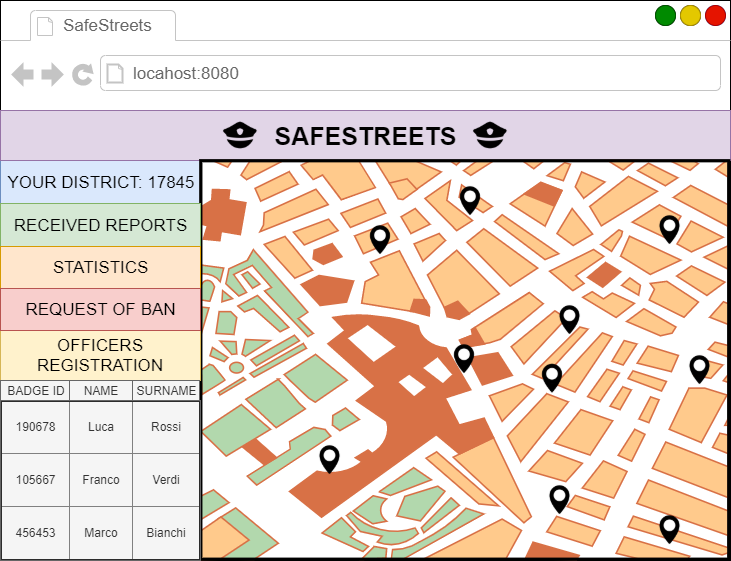 SafeStreets
locahost:8080
SAFESTREETS
YOUR DISTRICT: 17845
RECEIVED REPORTS
STATISTICS
REQUEST OF BAN
OFFICERS
REGISTRATION
BADGE ID NAME SURNAME
190678 Luca Rossi
105667 Franco Verdi
456453 Marco Bianchi